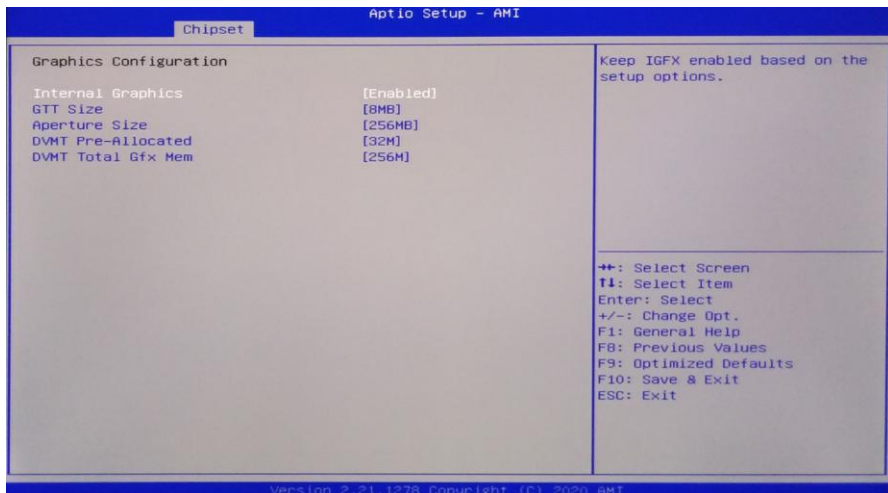 Aptio Setup - AMI
Chipset
Graphics Configuration
Internal Graphics [Enabled]
GTT Size [8MB]
Aperture Size [256MB]
DVMT Pre-Allocated [32M]
DVMT Total Gfx Mem [256M]
Keep IGFX enabled based on the
setup options.
→←: Select Screen
↑↓: Select Item
Enter: Select
+/-: Change Opt.
F1: General Help
F8: Previous Values
F9: Optimized Defaults
F10: Save & Exit
ESC: Exit
Version 2.21.1278 Copyright (C) 2020 AMI